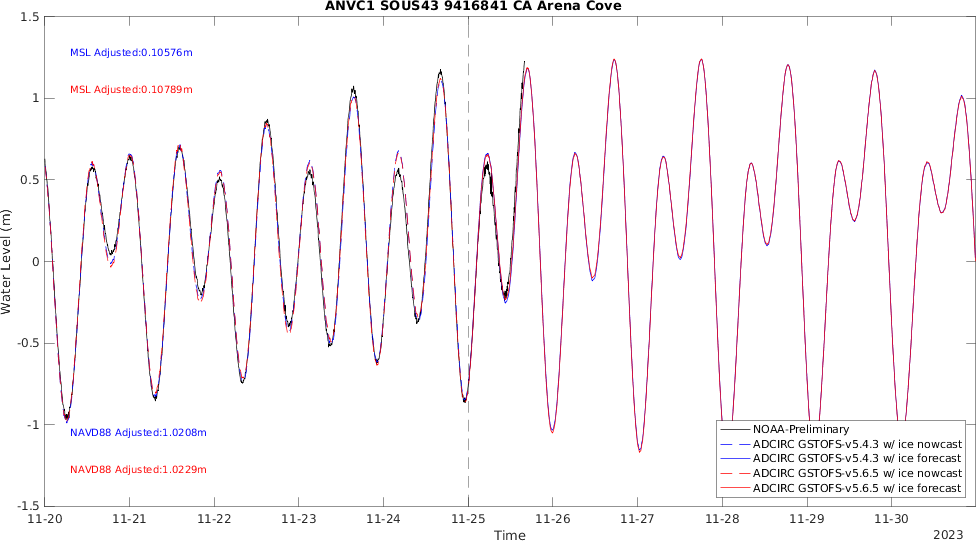 ANVC1 SOUS43 9416841 CA Arena Cove
1.5
1
0.5
0
-0.5
-1
-1.5
Water Level (m)
MSL Adjusted:0.10576m
MSL Adjusted:0.10789m
NAVD88 Adjusted:1.0208m
NAVD88 Adjusted:1.0229m
NOAA-Preliminary
ADCIRC GSTOFS-v5.4.3 w/ ice nowcast
ADCIRC GSTOFS-v5.4.3 w/ ice forecast
ADCIRC GSTOFS-v5.6.5 w/ ice nowcast
ADCIRC GSTOFS-v5.6.5 w/ ice forecast
11-20 11-21 11-22 11-23 11-24 11-25 11-26 11-27 11-28 11-29 11-30
Time
2023